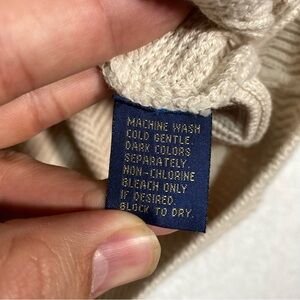 MACHINE WASH
COLD GENTLE.
DARK COLORS
SEPARATELY.
NON-CHLORINE
BLEACH ONLY
IF DESIRED.
BLOCK TO DRY.